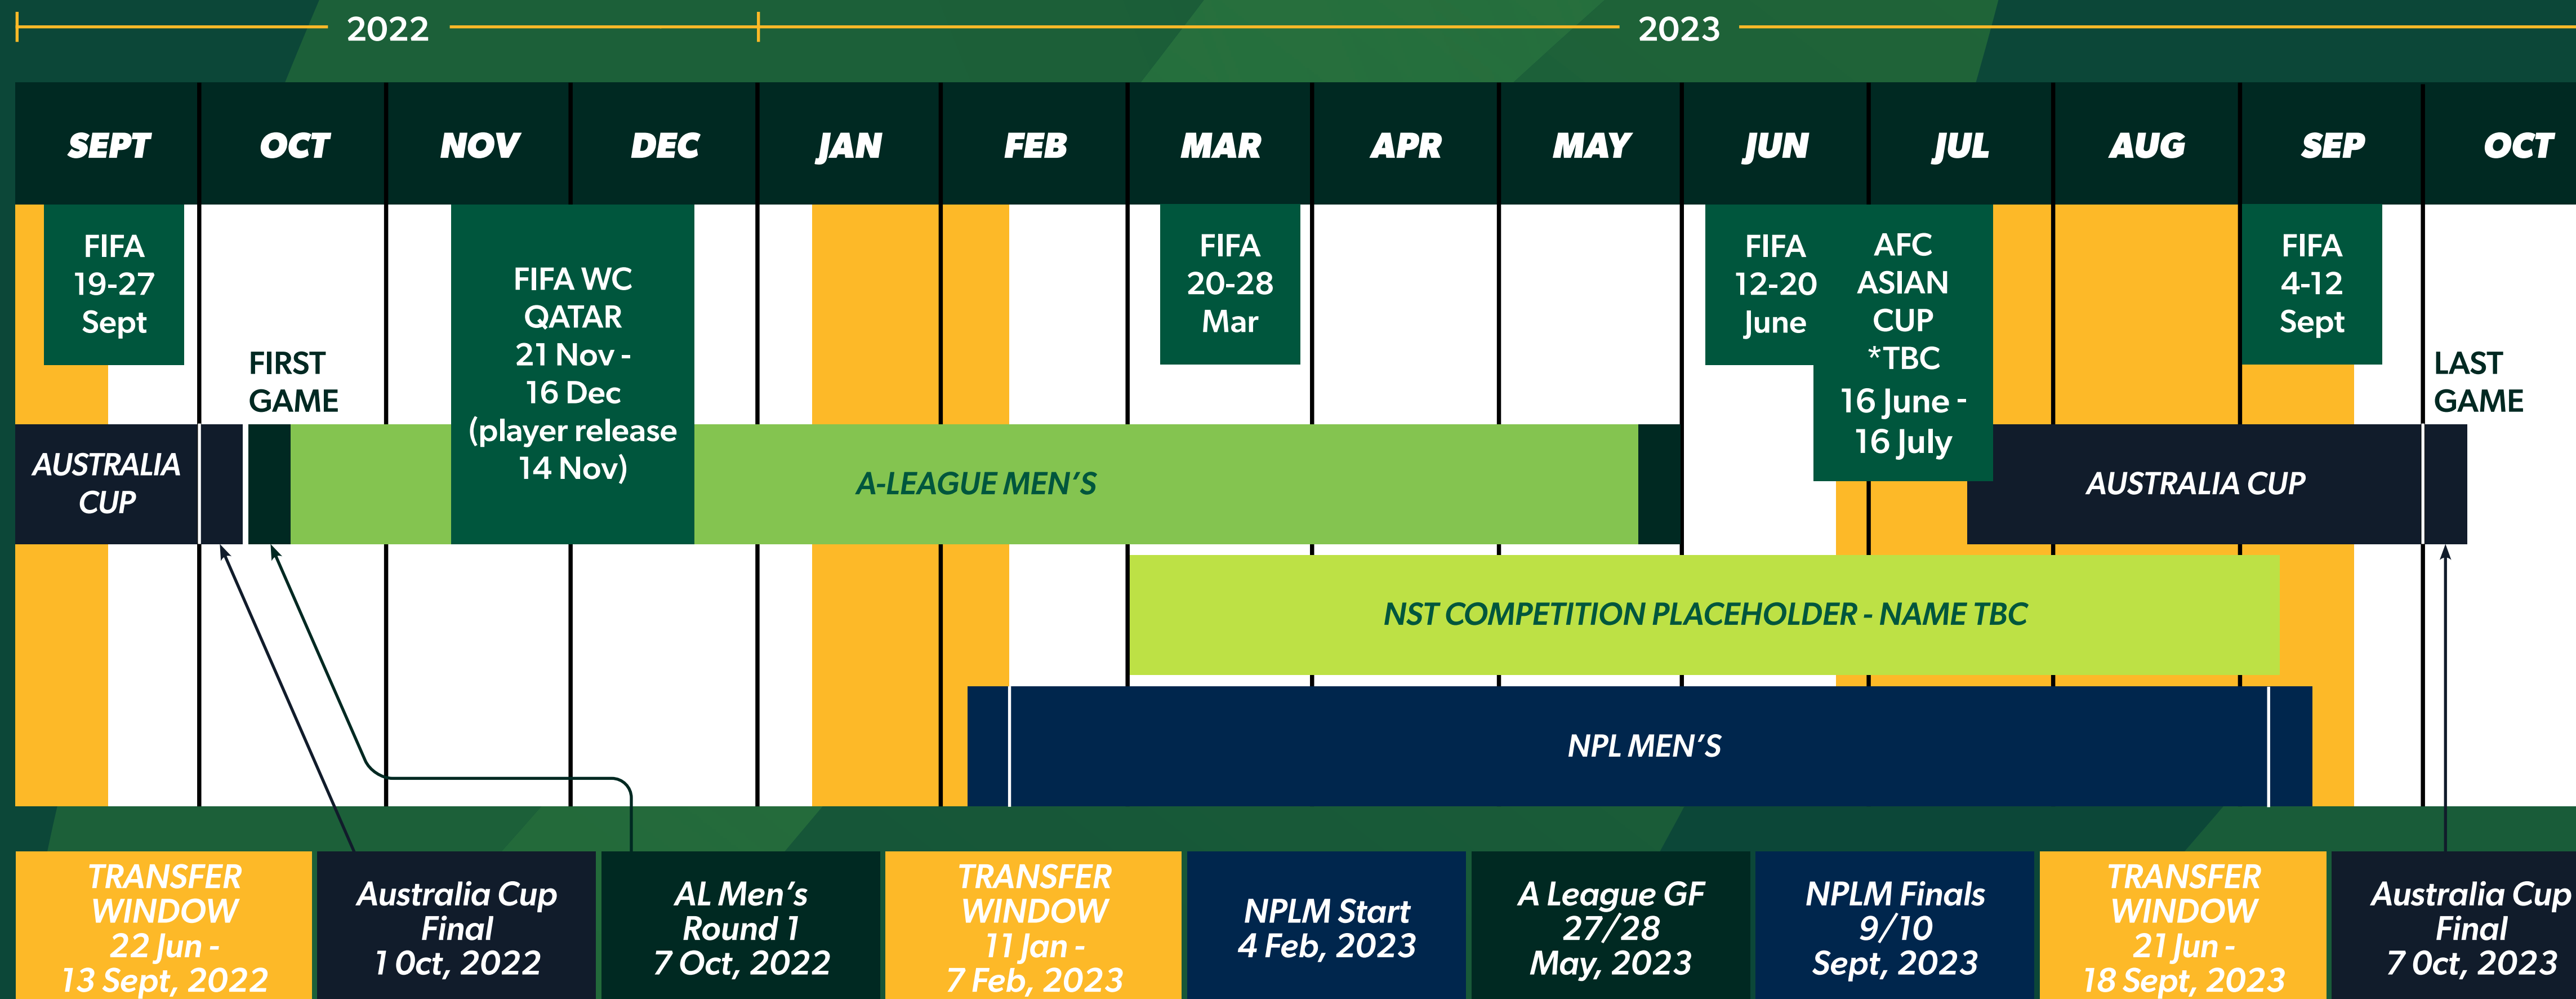 2022
2023
SEPT
OCT
NOV
DEC
JAN
FEB
MAR
APR
MAY
JUN
JUL
AUG
SEP
OCT
FIFA
19-27
Sept
FIRST
GAME
FIFA WC
QATAR
21 Nov -
16 Dec
(player release
14 Nov)
FIFA
20-28
Mar
FIFA
12-20
June
AFC
ASIAN
CUP
*TBC
16 June -
16 July
FIFA
4-12
Sept
LAST
GAME
AUSTRALIA
CUP
A-LEAGUE MEN’S
AUSTRALIA CUP
NST COMPETITION PLACEHOLDER - NAME TBC
NPL MEN’S
TRANSFER
WINDOW
22 Jun -
13 Sept, 2022
Australia Cup
Final
1 0ct, 2022
AL Men’s
Round 1
7 Oct, 2022
TRANSFER
WINDOW
11 Jan -
7 Feb, 2023
NPLM Start
4 Feb, 2023
A League GF
27/28
May, 2023
NPLM Finals
9/10
Sept, 2023
TRANSFER
WINDOW
21 Jun -
18 Sept, 2023
Australia Cup
Final
7 0ct, 2023